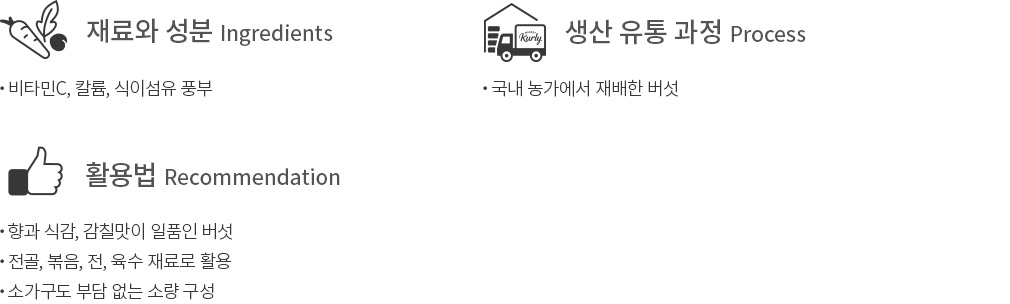 재료와 성분 Ingredients
• 비타민C, 칼륨, 식이섬유 풍부
Kurly
생산 유통 과정 Process
• 국내 농가에서 재배한 버섯
활용법 Recommendation
• 향과 식감, 감칠맛이 일품인 버섯
• 전골, 볶음, 전, 육수 재료로 활용
• 소가구도 부담 없는 소량 구성